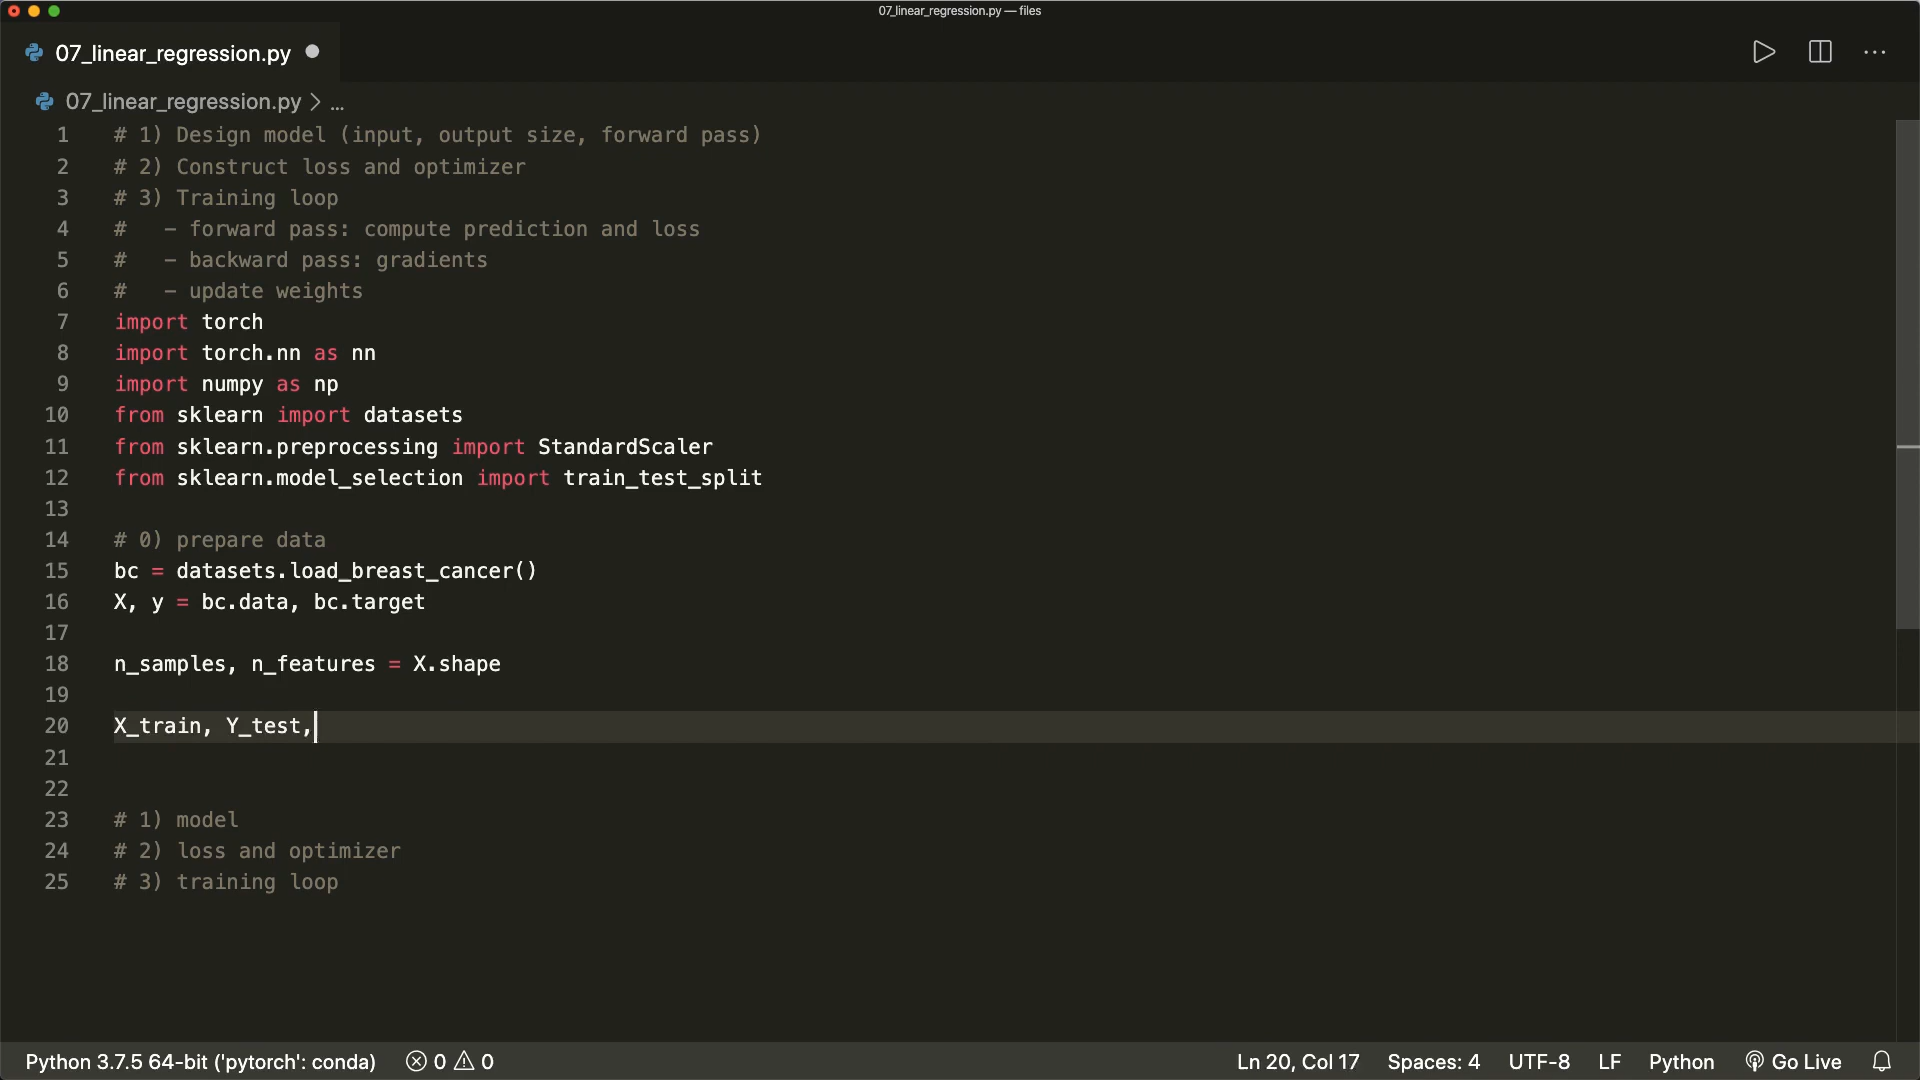 07_linear_regression.py — files
07_linear_regression.py
07_linear_regression.py > ...
1 # 1) Design model (input, output size, forward pass)
2 # 2) Construct loss and optimizer
3 # 3) Training loop
4 #   - forward pass: compute prediction and loss
5 #   - backward pass: gradients
6 #   - update weights
7 import torch
8 import torch.nn as nn
9 import numpy as np
10 from sklearn import datasets
11 from sklearn.preprocessing import StandardScaler
12 from sklearn.model_selection import train_test_split
13
14 # 0) prepare data
15 bc = datasets.load_breast_cancer()
16 X, y = bc.data, bc.target
17
18 n_samples, n_features = X.shape
19
20 X_train, Y_test,
21
22
23 # 1) model
24 # 2) loss and optimizer
25 # 3) training loop
Python 3.7.5 64-bit ('pytorch': conda) 0 0 Ln 20, Col 17 Spaces: 4 UTF-8 LF Python Go Live